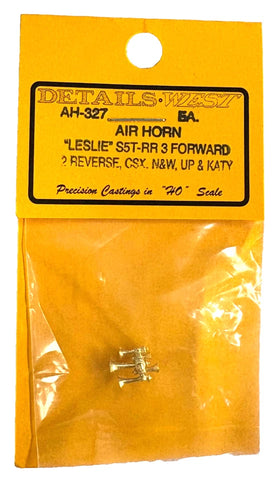 DETAILS WEST
AH-327 EA.
AIR HORN
"LESLIE" S5T-RR 3 FORWARD
2 REVERSE, CSX, N&W, UP & KATY
Precision Castings in "HO" Scale